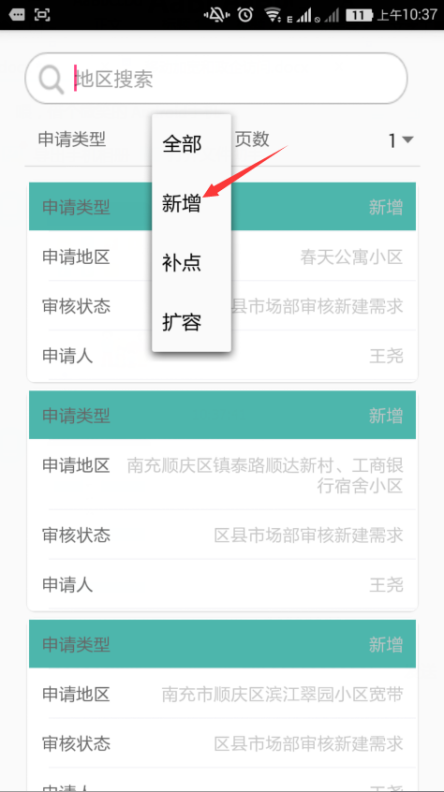 11 上午10:37
地区搜索
申请类型 全部 页数 1
新增
补点
扩容
申请类型 新增
申请地区 春天公寓小区
审核状态 县市场部审核新建需求
申请人 王尧
申请类型 新增
申请地区 南充顺庆区镇泰路顺达新村、工商银
行宿舍小区
审核状态 区县市场部审核新建需求
申请人 王尧
申请类型 新增
申请地区 南充市顺庆区滨江翠园小区宽带
审核状态 区县市场部审核新建需求
申请人 王尧